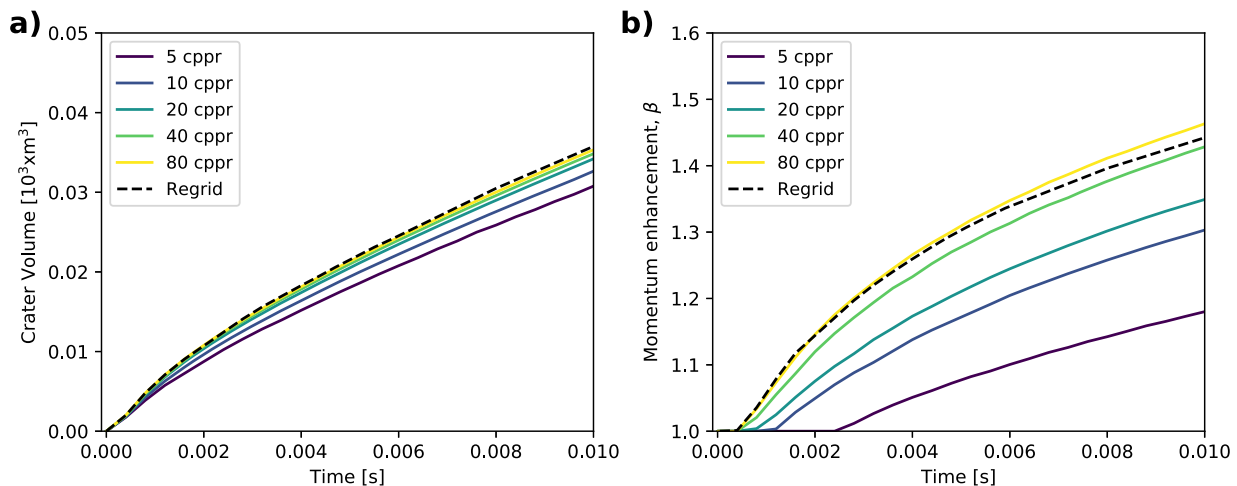 a)
Crater Volume [10³xm³]
0.05
0.04
0.03
0.02
0.01
0.00
5 cppr
10 cppr
20 cppr
40 cppr
80 cppr
Regrid
0.000 0.002 0.004 0.006 0.008 0.010
Time [s]
b)
Momentum enhancement, β
1.6
1.5
1.4
1.3
1.2
1.1
1.0
5 cppr
10 cppr
20 cppr
40 cppr
80 cppr
Regrid
0.000 0.002 0.004 0.006 0.008 0.010
Time [s]